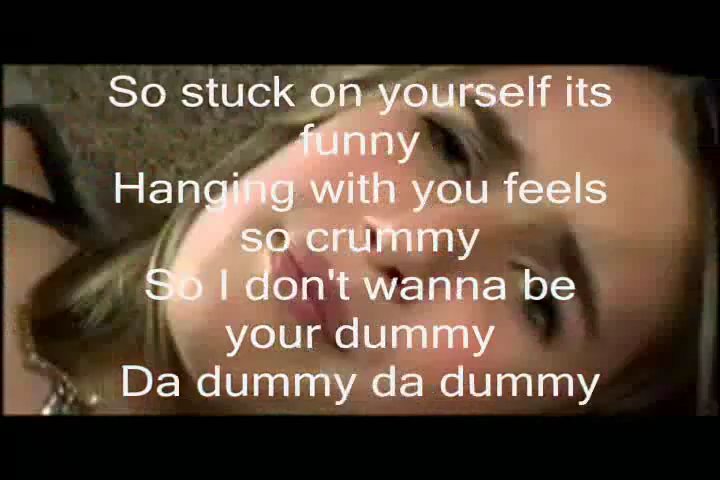 So stuck on yourself its
funny
Hanging with you feels
so crummy
So I don't wanna be
your dummy
Da dummy da dummy